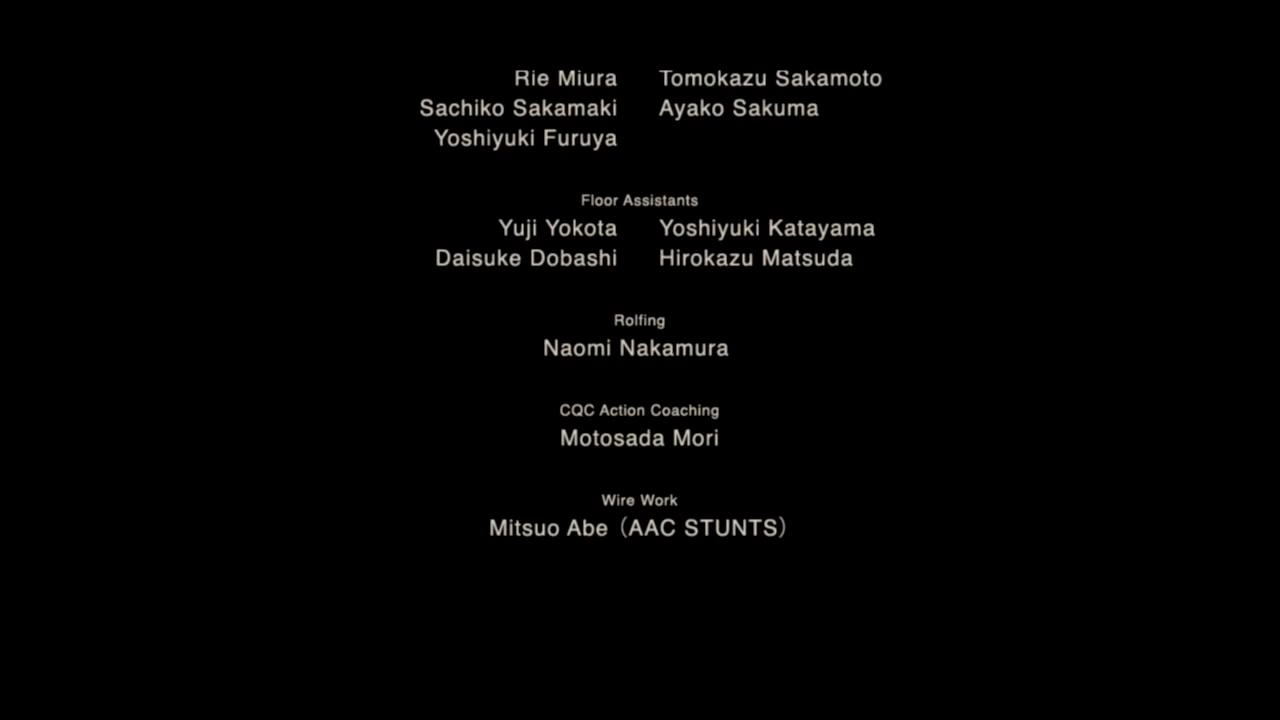 Rie Miura Tomokazu Sakamoto
Sachiko Sakamaki Ayako Sakuma
Yoshiyuki Furuya
Floor Assistants
Yuji Yokota Yoshiyuki Katayama
Daisuke Dobashi Hirokazu Matsuda
Rolfing
Naomi Nakamura
CQC Action Coaching
Motosada Mori
Wire Work
Mitsuo Abe（AAC STUNTS）